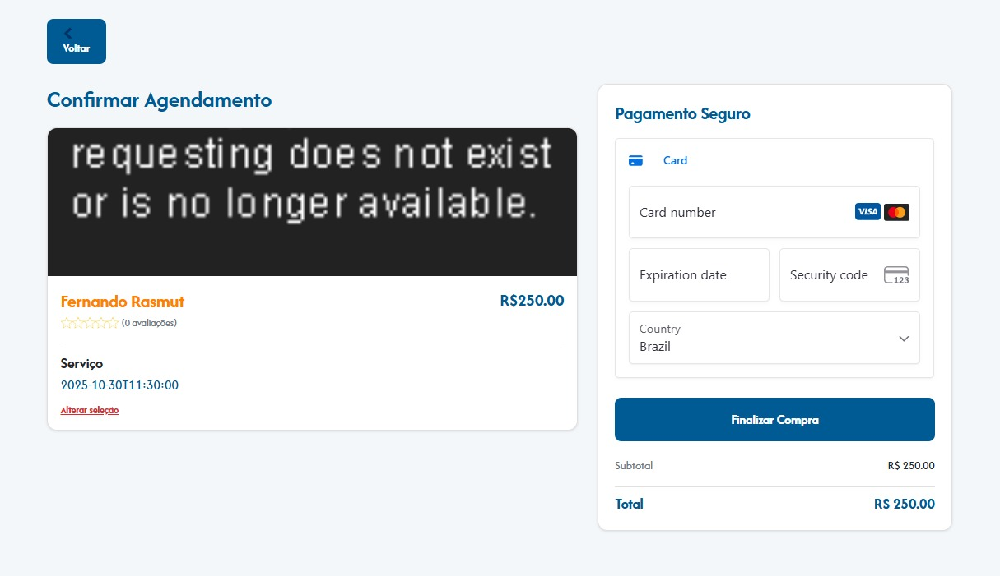 Voltar
Confirmar Agendamento
requesting does not exist
or is no longer available.
Fernando Rasmut
R$250.00
(0 avaliações)
Serviço
2025-10-30T11:30:00
Alterar seleção
Pagamento Seguro
Card
Card number
VISA
Expiration date
Security code
123
Country
Brazil
Finalizar Compra
Subtotal
R$ 250.00
Total
R$ 250.00